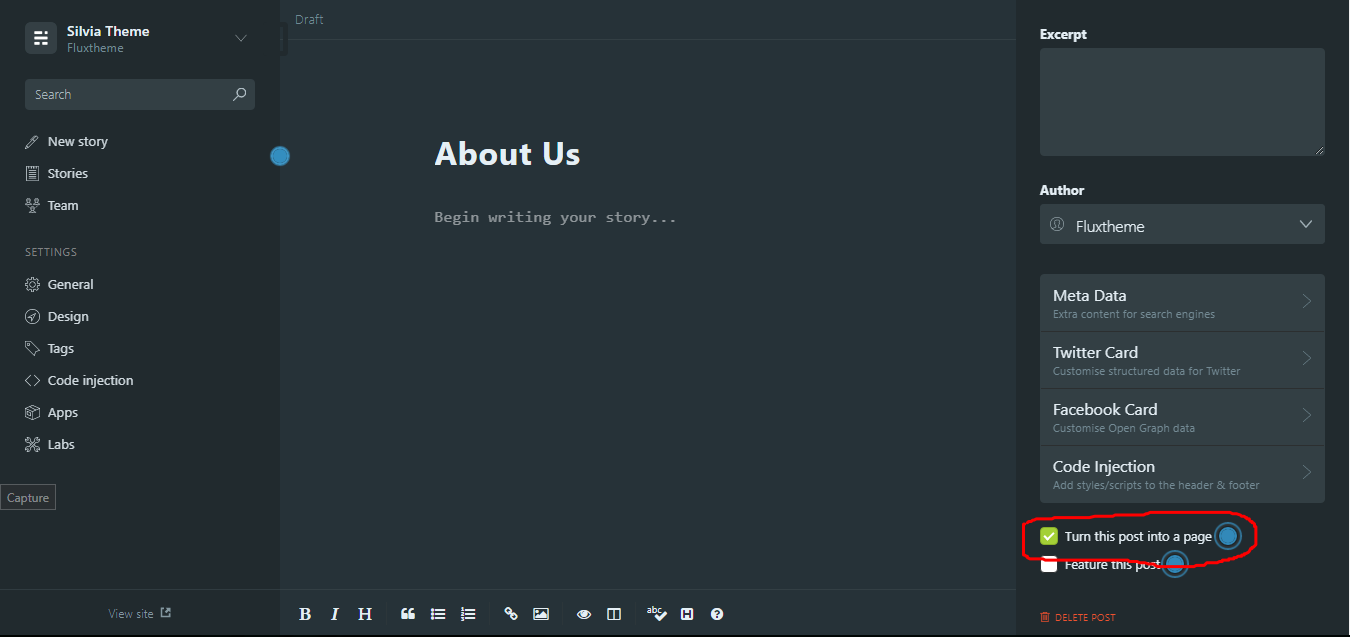 Silvia Theme
Fluxtheme
Search
New story
Stories
Team
SETTINGS
General
Design
Tags
Code injection
Apps
Labs
Capture
View site
Draft
About Us
Begin writing your story...
B I H
abc
Excerpt
Author
Fluxtheme
Meta Data
Extra content for search engines
Twitter Card
Customise structured data for Twitter
Facebook Card
Customise Open Graph data
Code Injection
Add styles/scripts to the header & footer
Turn this post into a page
Feature this post
DELETE POST